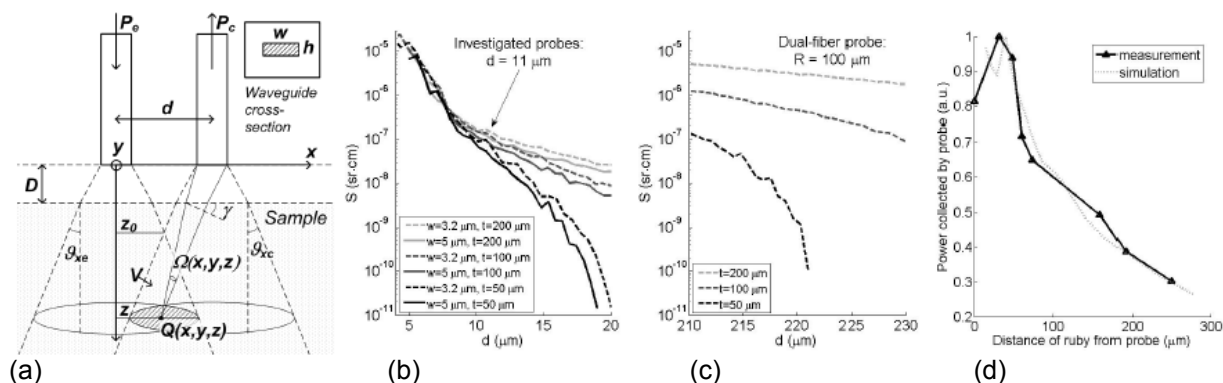 P_e
P_c
w
h
Waveguide
cross-
section
d
y
x
D
Sample
z_0
γ
ϑ_xe
ϑ_xc
Ω(x,y,z)
V
z
Q(x,y,z)
(a)
S (sr·cm)
10^-5
10^-6
10^-7
10^-8
10^-9
10^-10
10^-11
Investigated probes:
d = 11 μm
w=3.2 μm, t=200 μm
w=5 μm, t=200 μm
w=3.2 μm, t=100 μm
w=5 μm, t=100 μm
w=3.2 μm, t=50 μm
w=5 μm, t=50 μm
5 10 15 20
d (μm)
(b)
S (sr·cm)
10^-5
10^-6
10^-7
10^-8
10^-9
10^-10
10^-11
Dual-fiber probe:
R = 100 μm
t=200 μm
t=100 μm
t=50 μm
210 215 221 225 230
d (μm)
(c)
Power collected by probe (a.u.)
1
0.9
0.8
0.7
0.6
0.5
0.4
0.3
0.2
measurement
simulation
0 100 200 300
Distance of ruby from probe (μm)
(d)